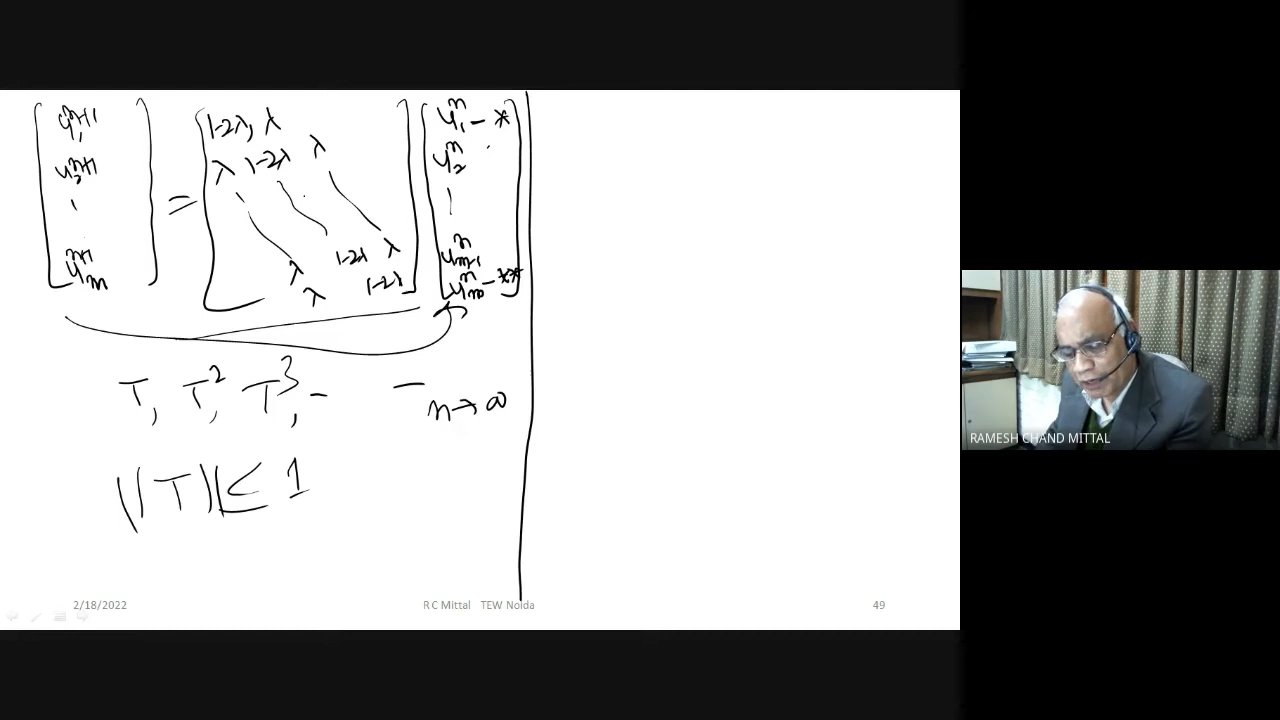 [u₁ⁿ⁺¹] = [1-2λ, λ] [u₁ⁿ - *]
[u₂ⁿ⁺¹] [λ 1-2λ λ] [u₂ⁿ]
[uₘⁿ⁺¹] [λ 1-2λ λ] [uₘ₋₁ⁿ]
[λ 1-2λ] [uₘⁿ - **]
T, T², T³, - - n → ∞
||T|| ≤ 1
RAMESH CHAND MITTAL
2/18/2022 R C Mittal TEW Noida 49